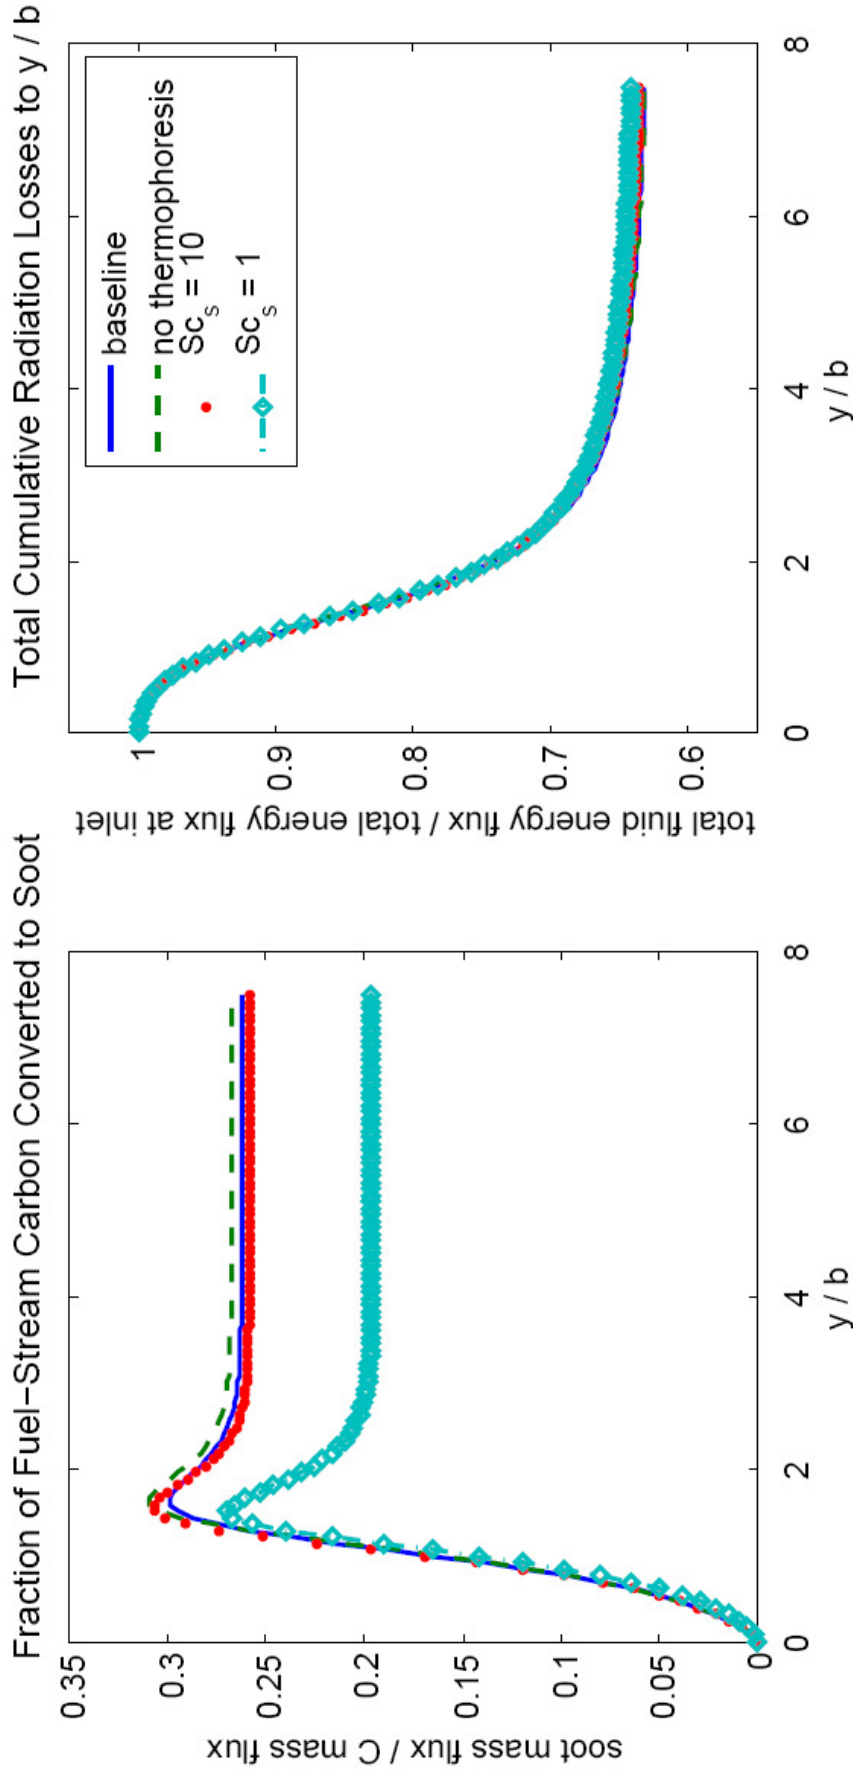 Fraction of Fuel-Stream Carbon Converted to Soot
soot mass flux / C mass flux
0.35
0.3
0.25
0.2
0.15
0.1
0.05
0
0
2
4
6
8
y / b
Total Cumulative Radiation Losses to y / b
total fluid energy flux / total energy flux at inlet
1
0.9
0.8
0.7
0.6
0
2
4
6
8
y / b
baseline
no thermophoresis
Sc_s = 10
Sc_s = 1